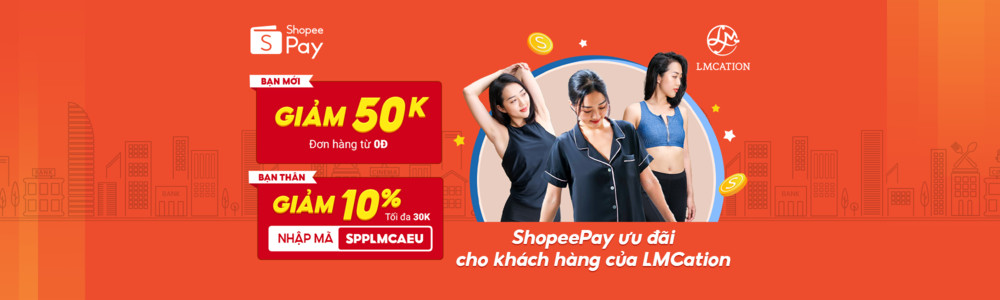 Shopee
Pay
S
LMCATION
BẠN MỚI
GIẢM 50K
Đơn hàng từ 0Đ
BẠN THÂN
GIẢM 10%
Tối đa 30K
NHẬP MÃ SPPLMCAEU
ShopeePay ưu đãi
cho khách hàng của LMCation